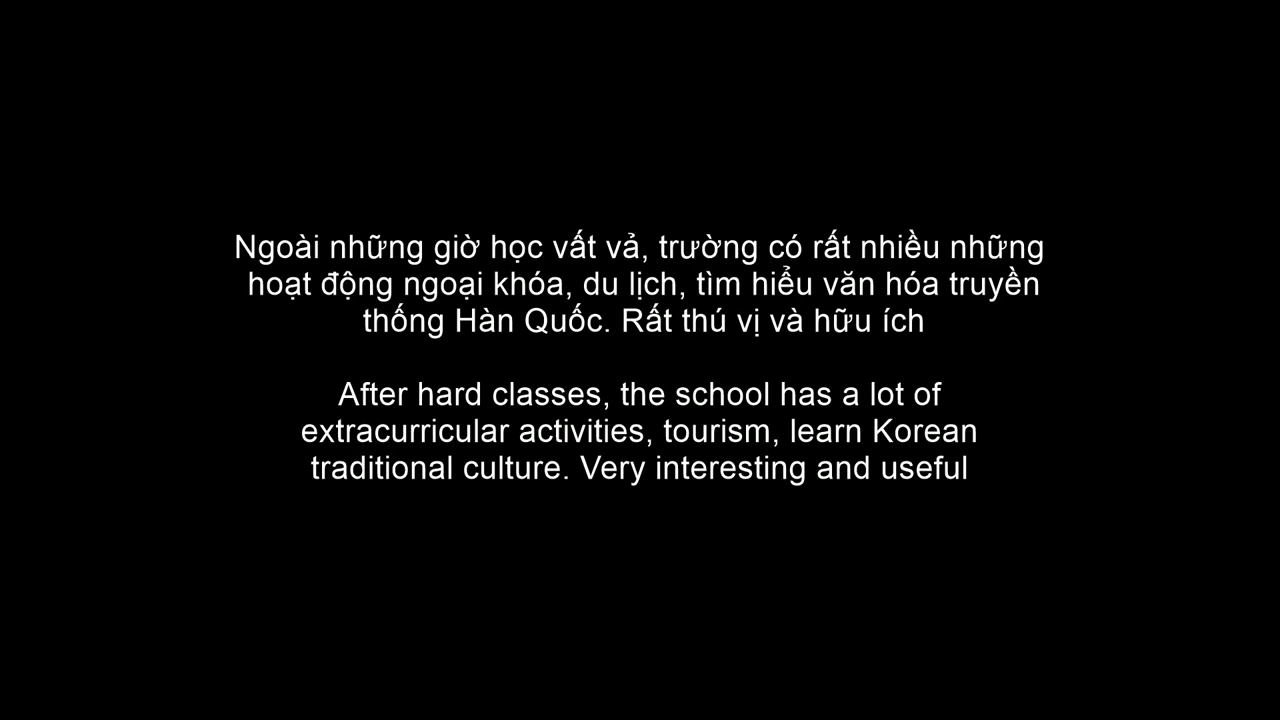 Ngoài những giờ học vất vả, trường có rất nhiều những
hoạt động ngoại khóa, du lịch, tìm hiểu văn hóa truyền
thống Hàn Quốc. Rất thú vị và hữu ích
After hard classes, the school has a lot of
extracurricular activities, tourism, learn Korean
traditional culture. Very interesting and useful